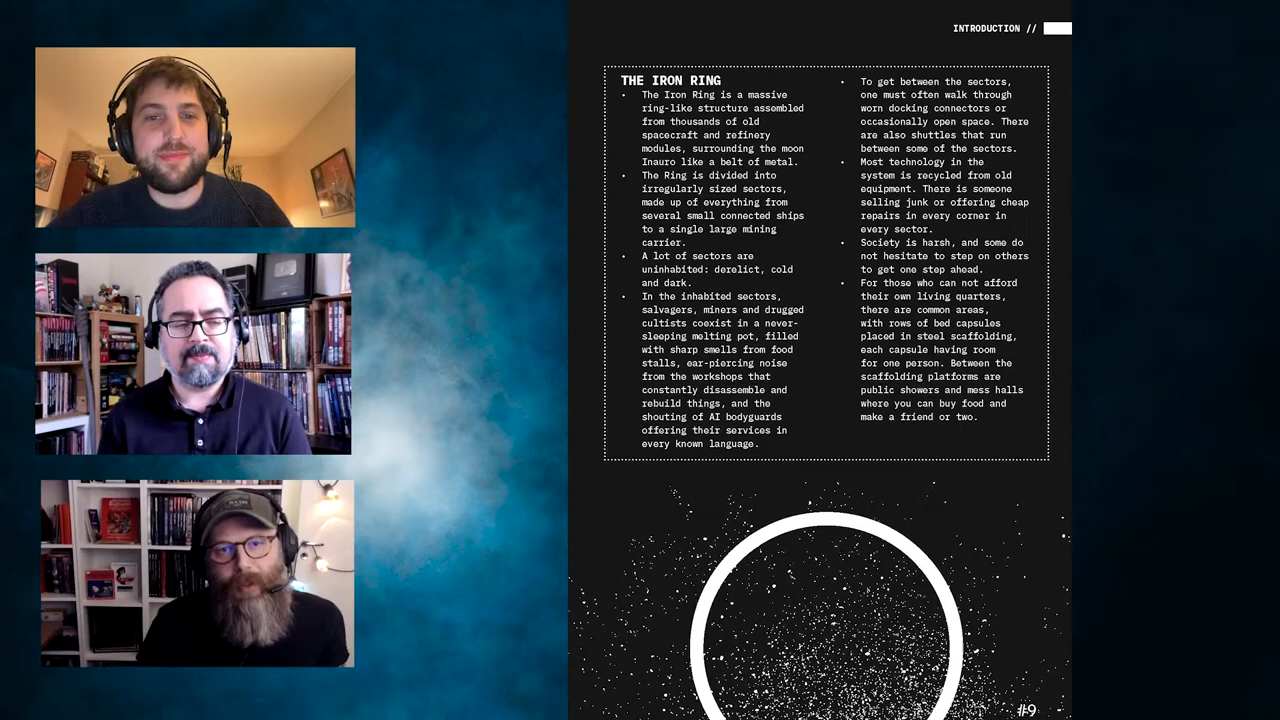 INTRODUCTION //
THE IRON RING
• The Iron Ring is a massive
ring-like structure assembled
from thousands of old
spacecraft and refinery
modules, surrounding the moon
Inauro like a belt of metal.
• The Ring is divided into
irregularly sized sectors,
made up of everything from
several small connected ships
to a single large mining
carrier.
• A lot of sectors are
uninhabited: derelict, cold
and dark.
• In the inhabited sectors,
salvagers, miners and drugged
cultists coexist in a never-
sleeping melting pot, filled
with sharp smells from food
stalls, ear-piercing noise
from the workshops that
constantly disassemble and
rebuild things, and the
shouting of AI bodyguards
offering their services in
every known language.
• To get between the sectors,
one must often walk through
worn docking connectors or
occasionally open space. There
are also shuttles that run
between some of the sectors.
• Most technology in the
system is recycled from old
equipment. There is someone
selling junk or offering cheap
repairs in every corner in
every sector.
• Society is harsh, and some do
not hesitate to step on others
to get one step ahead.
• For those who can not afford
their own living quarters,
there are common areas,
with rows of bed capsules
placed in steel scaffolding,
each capsule having room
for one person. Between the
scaffolding platforms are
public showers and mess halls
where you can buy food and
make a friend or two.
#9